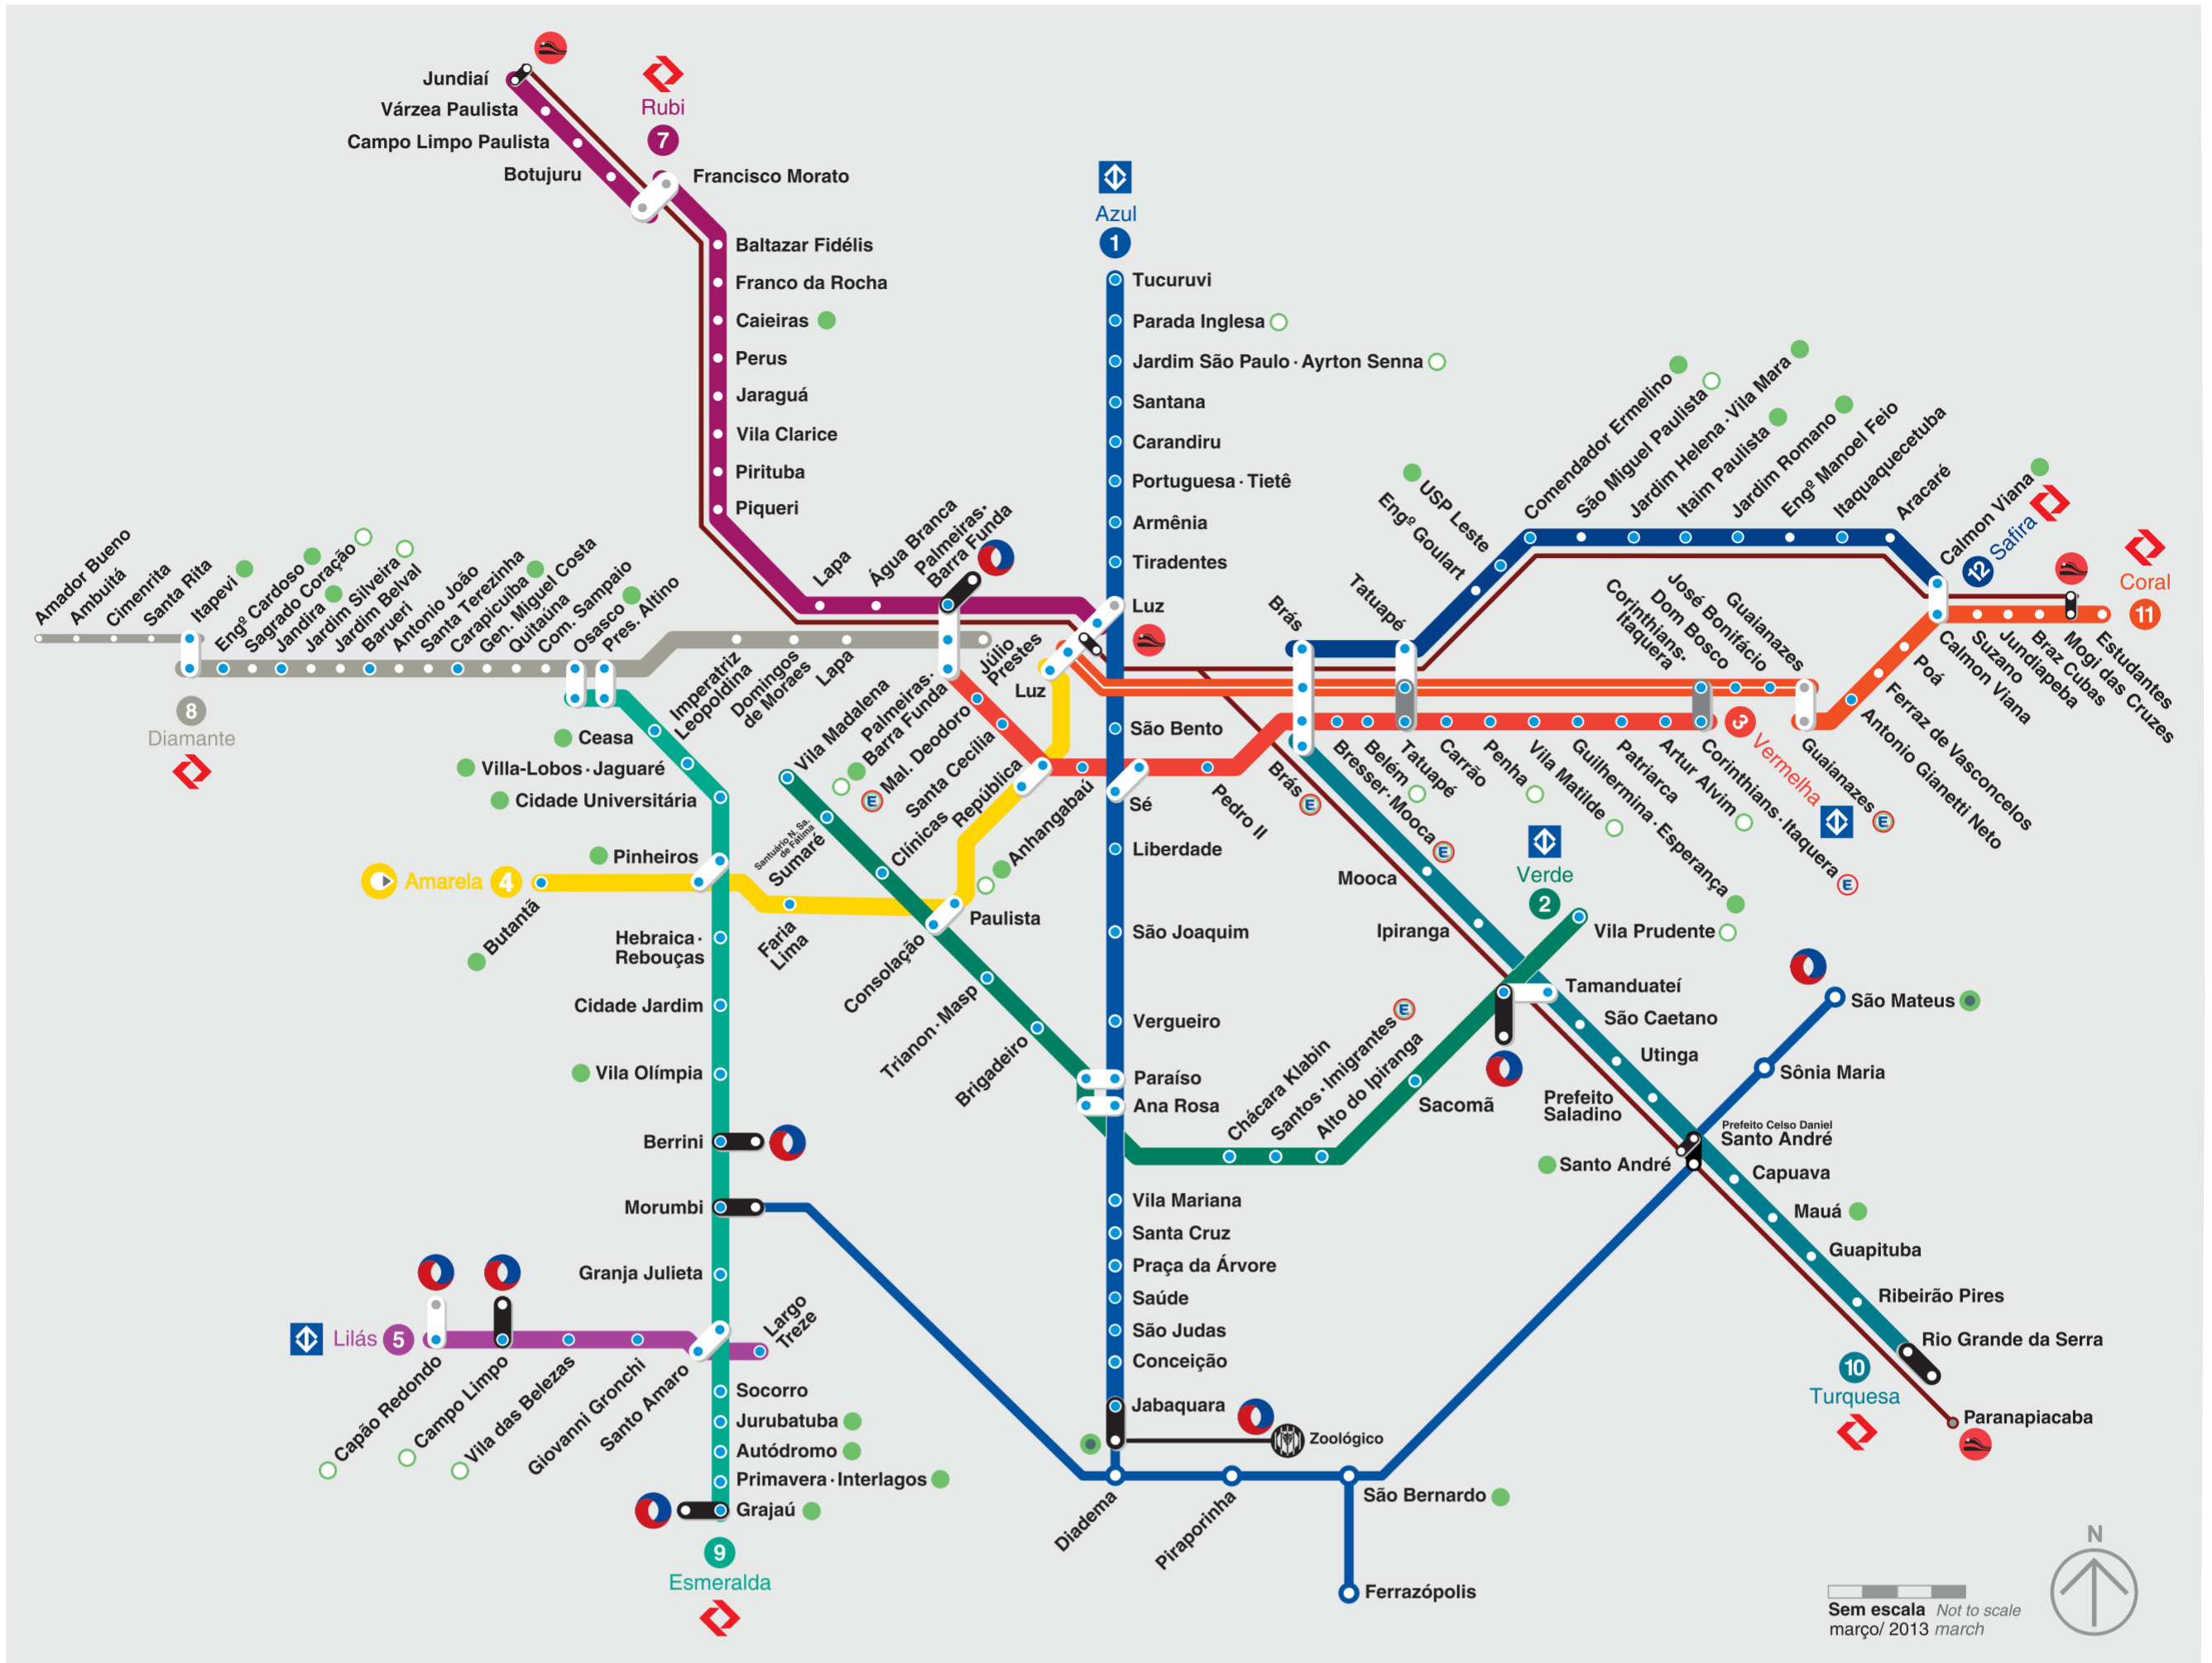 Jundiaí
Várzea Paulista
Campo Limpo Paulista
Botujuru
Rubi
7
Francisco Morato
Baltazar Fidélis
Franco da Rocha
Caieiras
Perus
Jaraguá
Vila Clarice
Pirituba
Piqueri
Lapa
Água Branca
Palmeiras·
Barra Funda
Azul
1
Tucuruvi
Parada Inglesa
Jardim São Paulo · Ayrton Senna
Santana
Carandiru
Portuguesa · Tietê
Armênia
Tiradentes
Luz
São Bento
Sé
Liberdade
São Joaquim
Vergueiro
Paraíso
Ana Rosa
Vila Mariana
Santa Cruz
Praça da Árvore
Saúde
São Judas
Conceição
Jabaquara
Zoológico
Amador Bueno
Ambuitá
Cimenrita
Santa Rita
Itapevi
Engº Cardoso
Sagrado Coração
Jandira
Jardim Silveira
Jardim Belval
Barueri
Antonio João
Santa Terezinha
Carapicuíba
Gen. Miguel Costa
Quitaúna
Com. Sampaio
Osasco
Pres. Altino
Imperatriz
Leopoldina
Domingos
de Moraes
Lapa
Júlio
Prestes
8
Diamante
Ceasa
Villa-Lobos · Jaguaré
Cidade Universitária
Pinheiros
Hebraica ·
Rebouças
Cidade Jardim
Vila Olímpia
Berrini
Morumbi
Granja Julieta
Socorro
Jurubatuba
Autódromo
Primavera · Interlagos
Grajaú
9
Esmeralda
Amarela
4
Butantã
Faria
Lima
Paulista
República
Luz
Vila Madalena
Santuário N. Sa.
de Fátima
Sumaré
Clínicas
Consolação
Trianon · Masp
Brigadeiro
Chácara Klabin
Santos · Imigrantes
E
Alto do Ipiranga
Sacomã
Tamanduateí
Vila Prudente
Verde
2
Palmeiras·
Barra Funda
E
Mal. Deodoro
Santa Cecília
Anhangabaú
Pedro II
Brás
E
Bresser · Mooca
E
Belém
Tatuapé
Carrão
Penha
Vila Matilde
Guilhermina · Esperança
Patriarca
Artur Alvim
Corinthians · Itaquera
E
3
Vermelha
Brás
Tatuapé
Engº Goulart
USP Leste
Comendador Ermelino
São Miguel Paulista
Jardim Helena · Vila Mara
Itaim Paulista
Jardim Romano
Engº Manoel Feio
Itaquaquecetuba
Aracaré
Calmon Viana
12
Safira
Coral
11
Corinthians·
Itaquera
Dom Bosco
José Bonifácio
Guaianazes
Guaianazes
E
Antonio Gianetti Neto
Ferraz de Vasconcelos
Poá
Calmon Viana
Suzano
Jundiapeba
Braz Cubas
Mogi das Cruzes
Estudantes
Mooca
Ipiranga
São Caetano
Utinga
Prefeito
Saladino
Prefeito Celso Daniel
Santo André
Santo André
Capuava
Mauá
Guapituba
Ribeirão Pires
Rio Grande da Serra
10
Turquesa
Paranapiacaba
São Mateus
Sônia Maria
Lilás
5
Capão Redondo
Campo Limpo
Vila das Belezas
Giovanni Gronchi
Santo Amaro
Largo
Treze
Diadema
Piraporinha
São Bernardo
Ferrazópolis
N
Sem escala Not to scale
março/ 2013 march